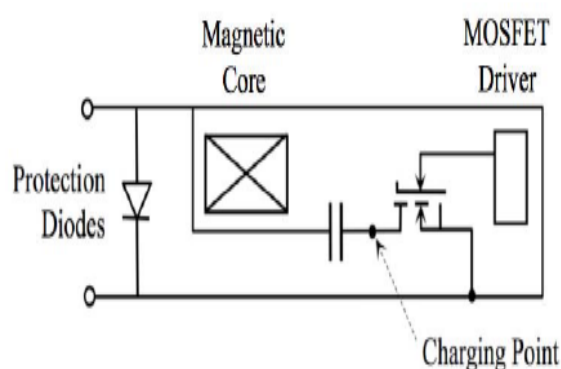 Magnetic
Core
MOSFET
Driver
Protection
Diodes
Charging Point